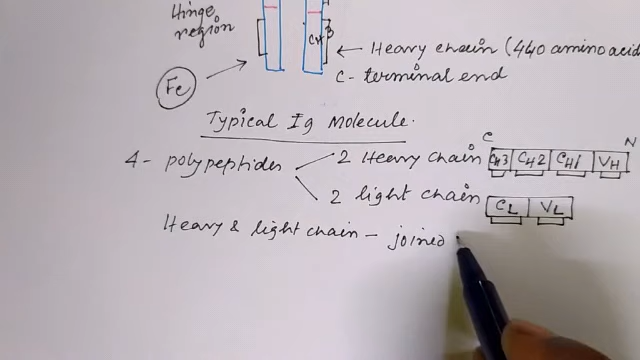 Hinge
region
H
CH3
← Heavy chain (440 amino acid
C- terminal end
Fc
Typical Ig Molecule.
4- polypeptides
2 Heavy chain
C
N
CH3 CH2 CH1 VH
2 light chain
CL VL
Heavy & light chain - joined